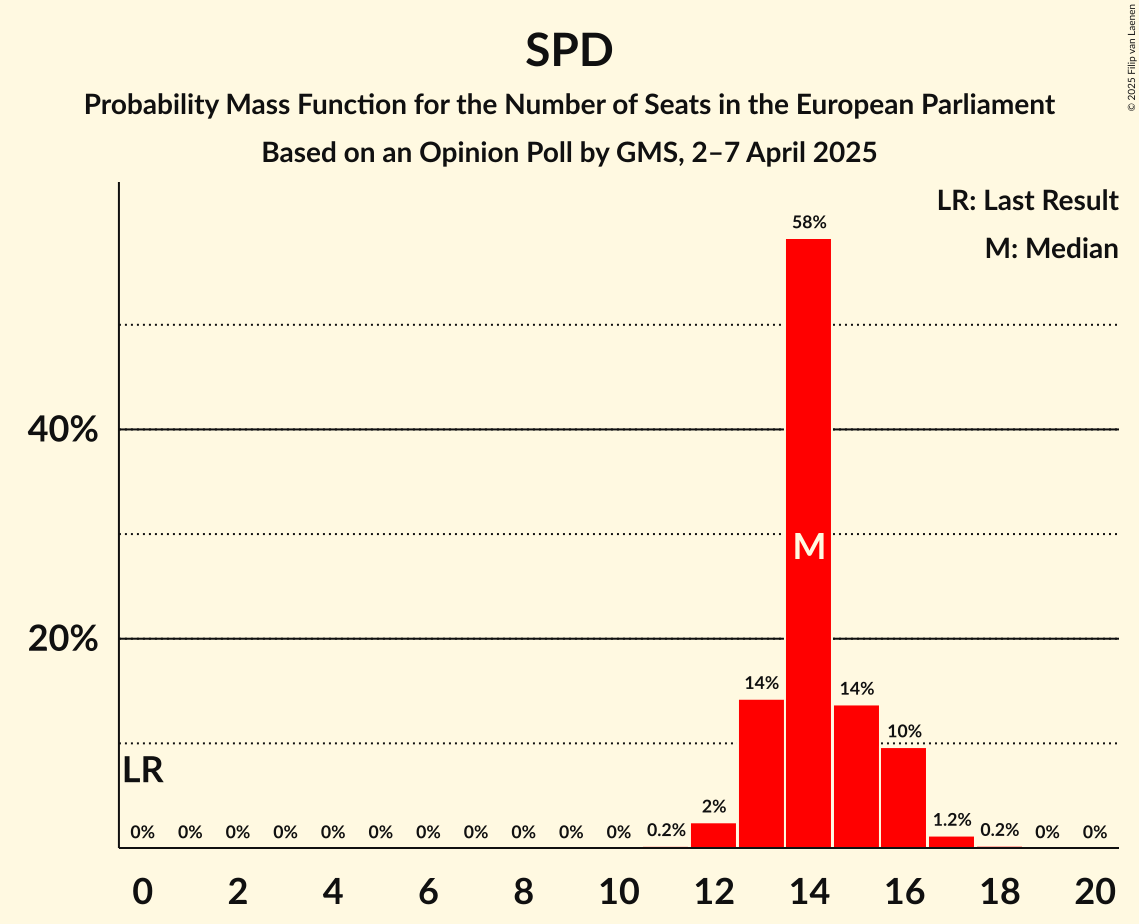 SPD
Probability Mass Function for the Number of Seats in the European Parliament
Based on an Opinion Poll by GMS, 2–7 April 2025
© 2025 Filip van Laenen
LR: Last Result
M: Median
58%
40%
M
20%
14%
14%
10%
LR
0% 0% 0% 0% 0% 0% 0% 0% 0% 0% 0% 0.2% 2% 1.2% 0.2% 0% 0%
0 2 4 6 8 10 12 14 16 18 20